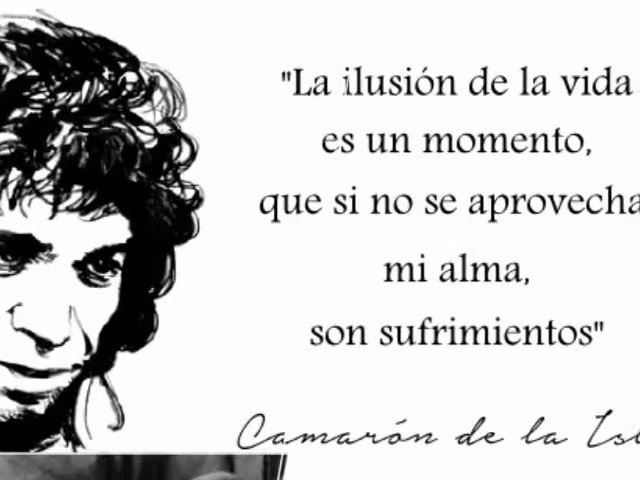 "La ilusión de la vida
es un momento,
que si no se aprovecha
mi alma,
son sufrimientos"
Camarón de la Isl